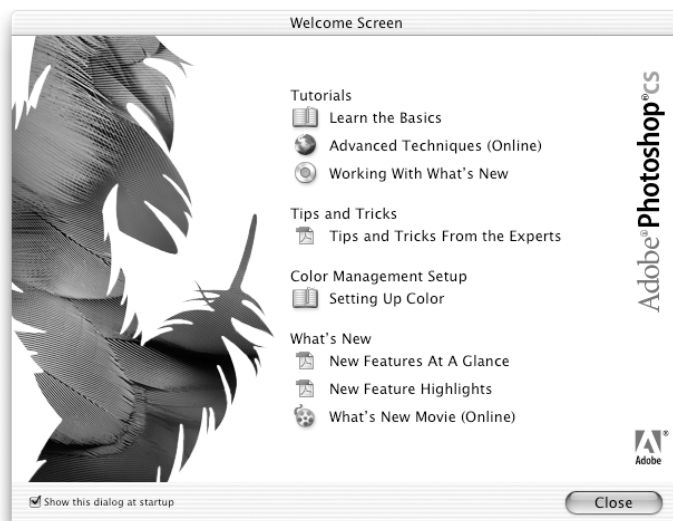 Welcome Screen
Tutorials
Learn the Basics
Advanced Techniques (Online)
Working With What's New
Tips and Tricks
Tips and Tricks From the Experts
Color Management Setup
Setting Up Color
What's New
New Features At A Glance
New Feature Highlights
What's New Movie (Online)
Adobe® Photoshop® CS
Adobe®
Show this dialog at startup
Close